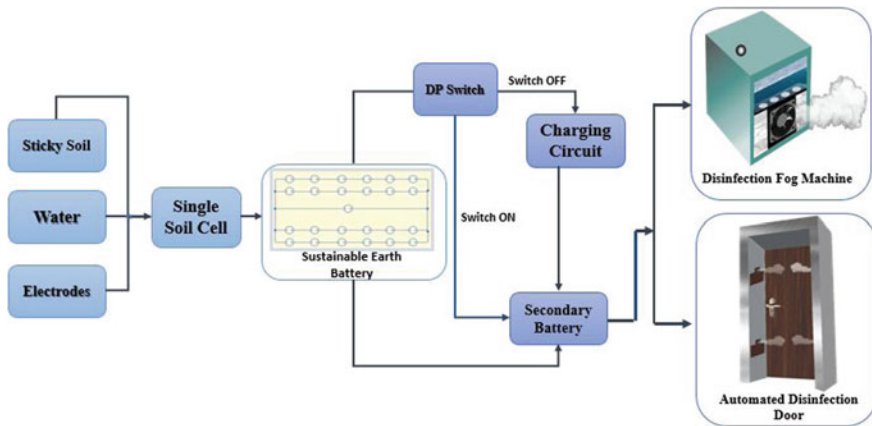 Sticky Soil
Water
Electrodes
Single
Soil Cell
Sustainable Earth
Battery
DP Switch
Switch OFF
Switch ON
Charging
Circuit
Secondary
Battery
Disinfection Fog Machine
Automated Disinfection
Door